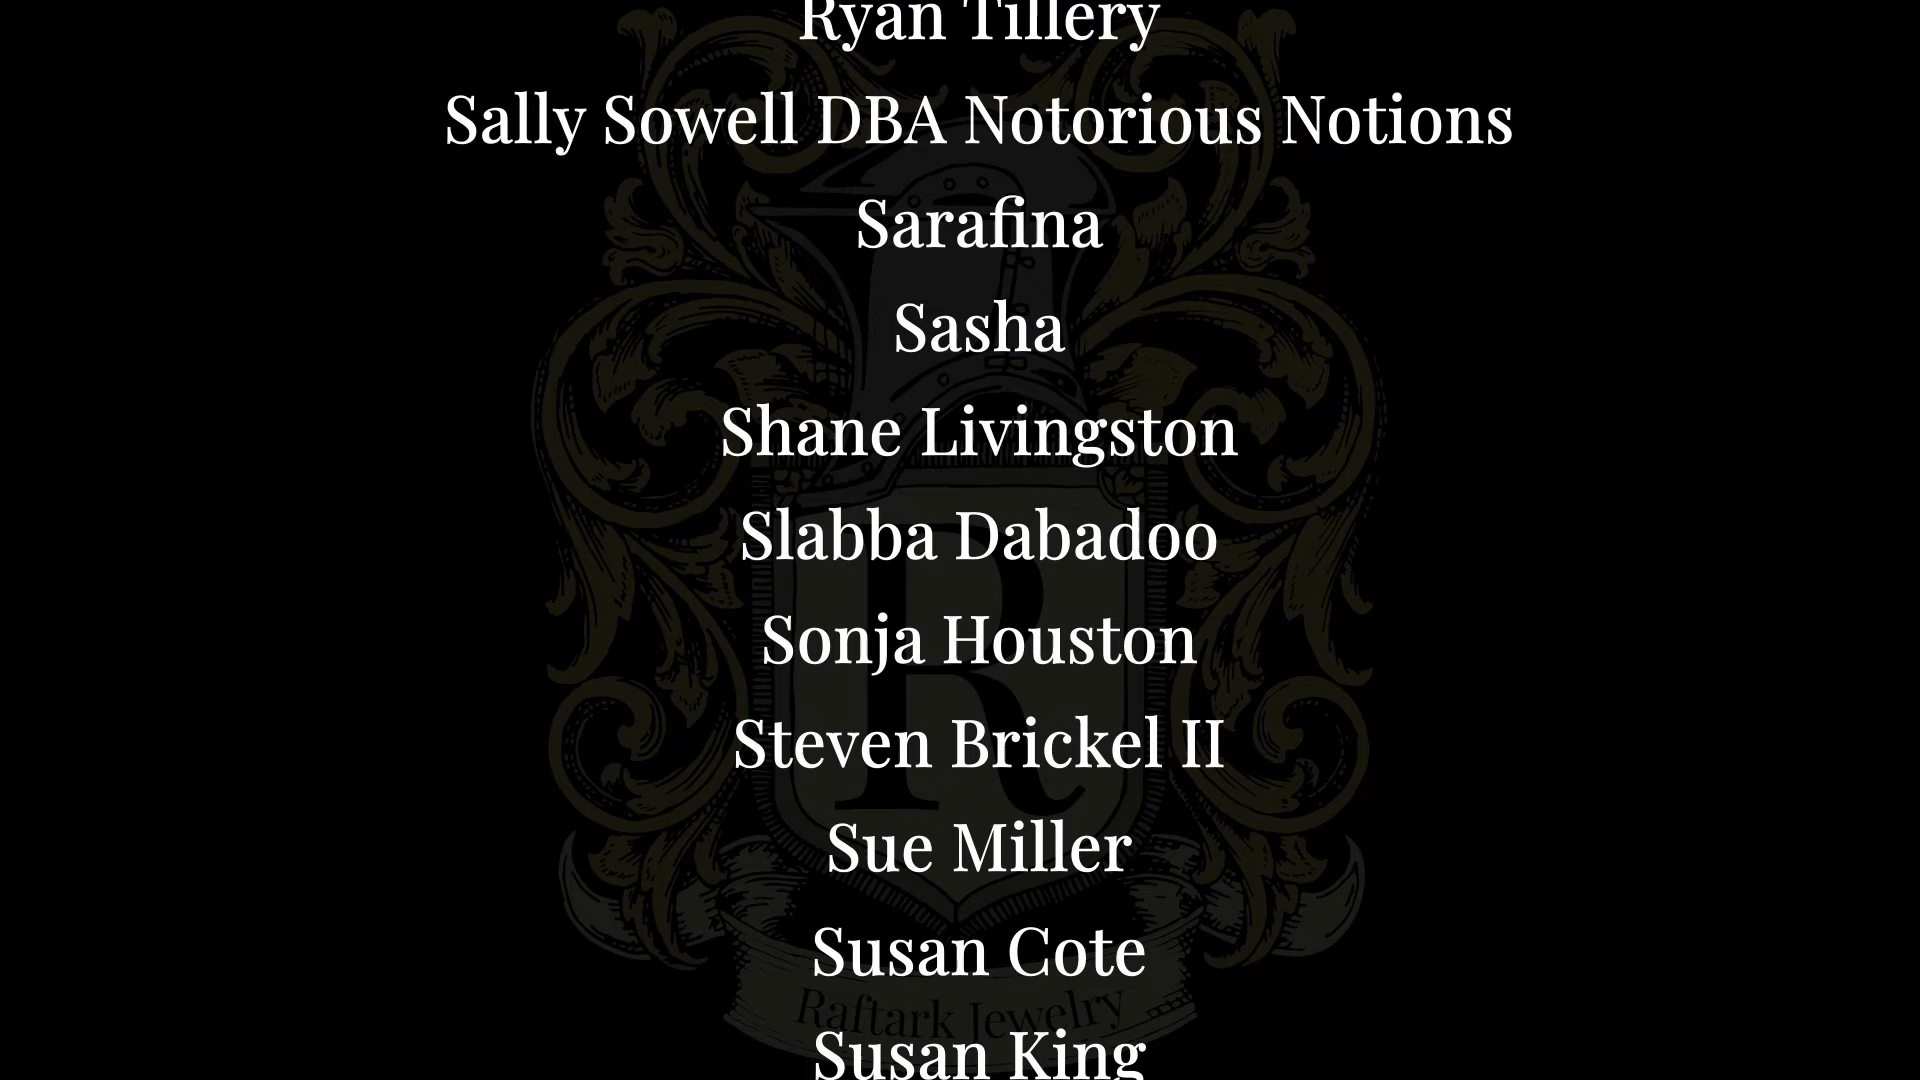 Ryan Tillery
Sally Sowell DBA Notorious Notions
Sarafina
Sasha
Shane Livingston
Slabba Dabadoo
Sonja Houston
R
Steven Brickel II
Sue Miller
Susan Cote
Raftark Jewelry
Susan King